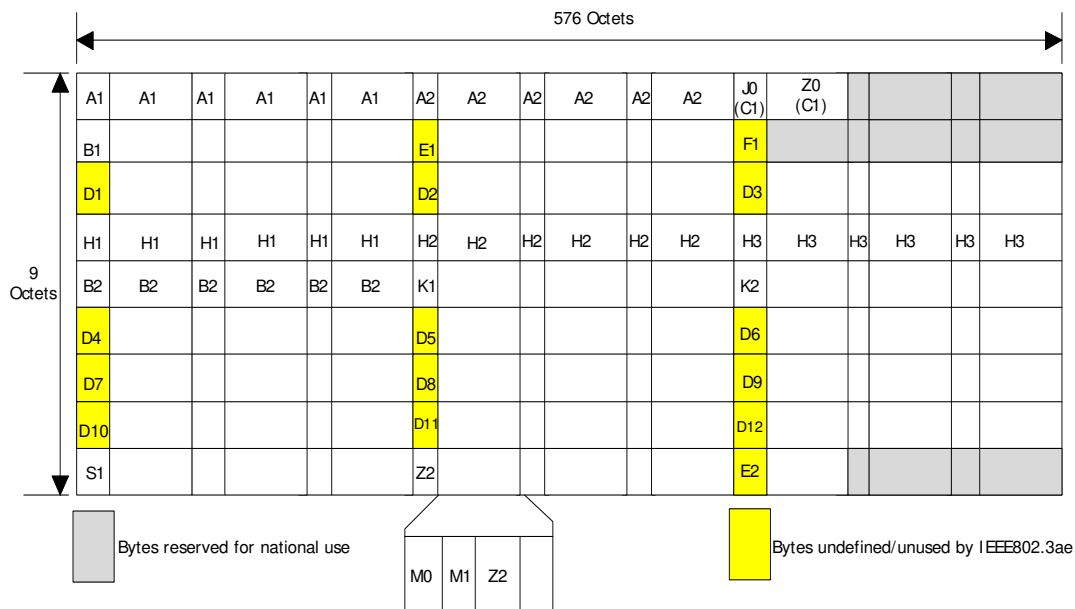 576 Octets
A1 A1 A1 A1 A1 A1 A2 A2 A2 A2 A2 A2 J0 (C1) Z0 (C1)
B1 E1 F1
D1 D2 D3
H1 H1 H1 H1 H1 H1 H2 H2 H2 H2 H2 H2 H3 H3 H3 H3 H3 H3
9 Octets
B2 B2 B2 B2 B2 B2 K1 K2
D4 D5 D6
D7 D8 D9
D10 D11 D12
S1 Z2 E2
Bytes reserved for national use
Bytes undefined/unused by IEEE802.3ae
M0 M1 Z2